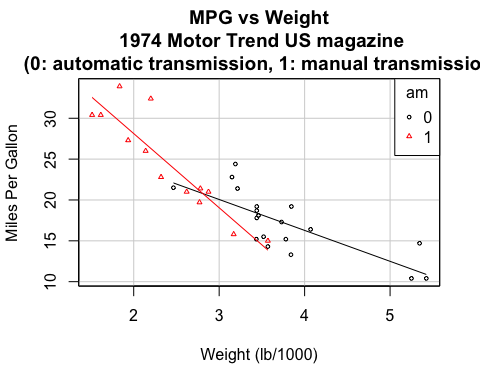 MPG vs Weight
1974 Motor Trend US magazine
(0: automatic transmission, 1: manual transmissio
am
0
1
30
25
20
15
10
Miles Per Gallon
2 3 4 5
Weight (lb/1000)